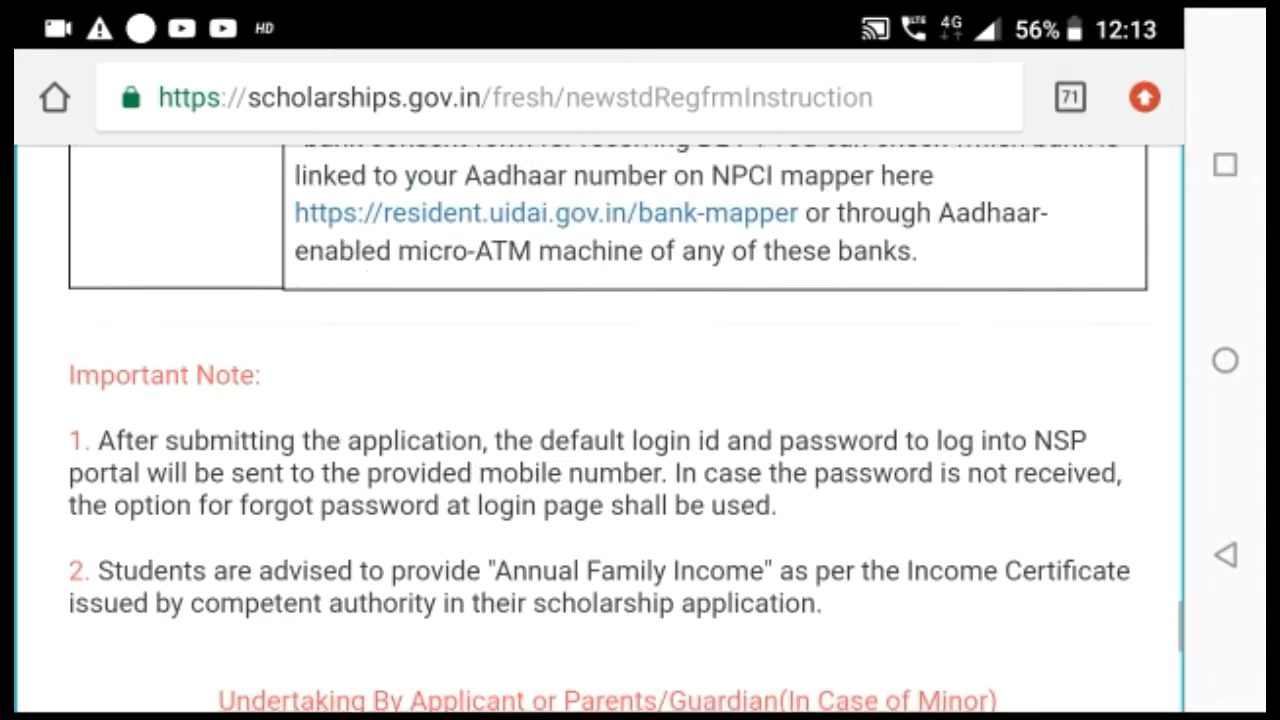 HD
4G
56%
12:13
https://scholarships.gov.in/fresh/newstdRegfrmInstruction
71
linked to your Aadhaar number on NPCI mapper here
https://resident.uidai.gov.in/bank-mapper or through Aadhaar-
enabled micro-ATM machine of any of these banks.
Important Note:
1. After submitting the application, the default login id and password to log into NSP
portal will be sent to the provided mobile number. In case the password is not received,
the option for forgot password at login page shall be used.
2. Students are advised to provide "Annual Family Income" as per the Income Certificate
issued by competent authority in their scholarship application.
Undertaking By Applicant or Parents/Guardian(In Case of Minor)